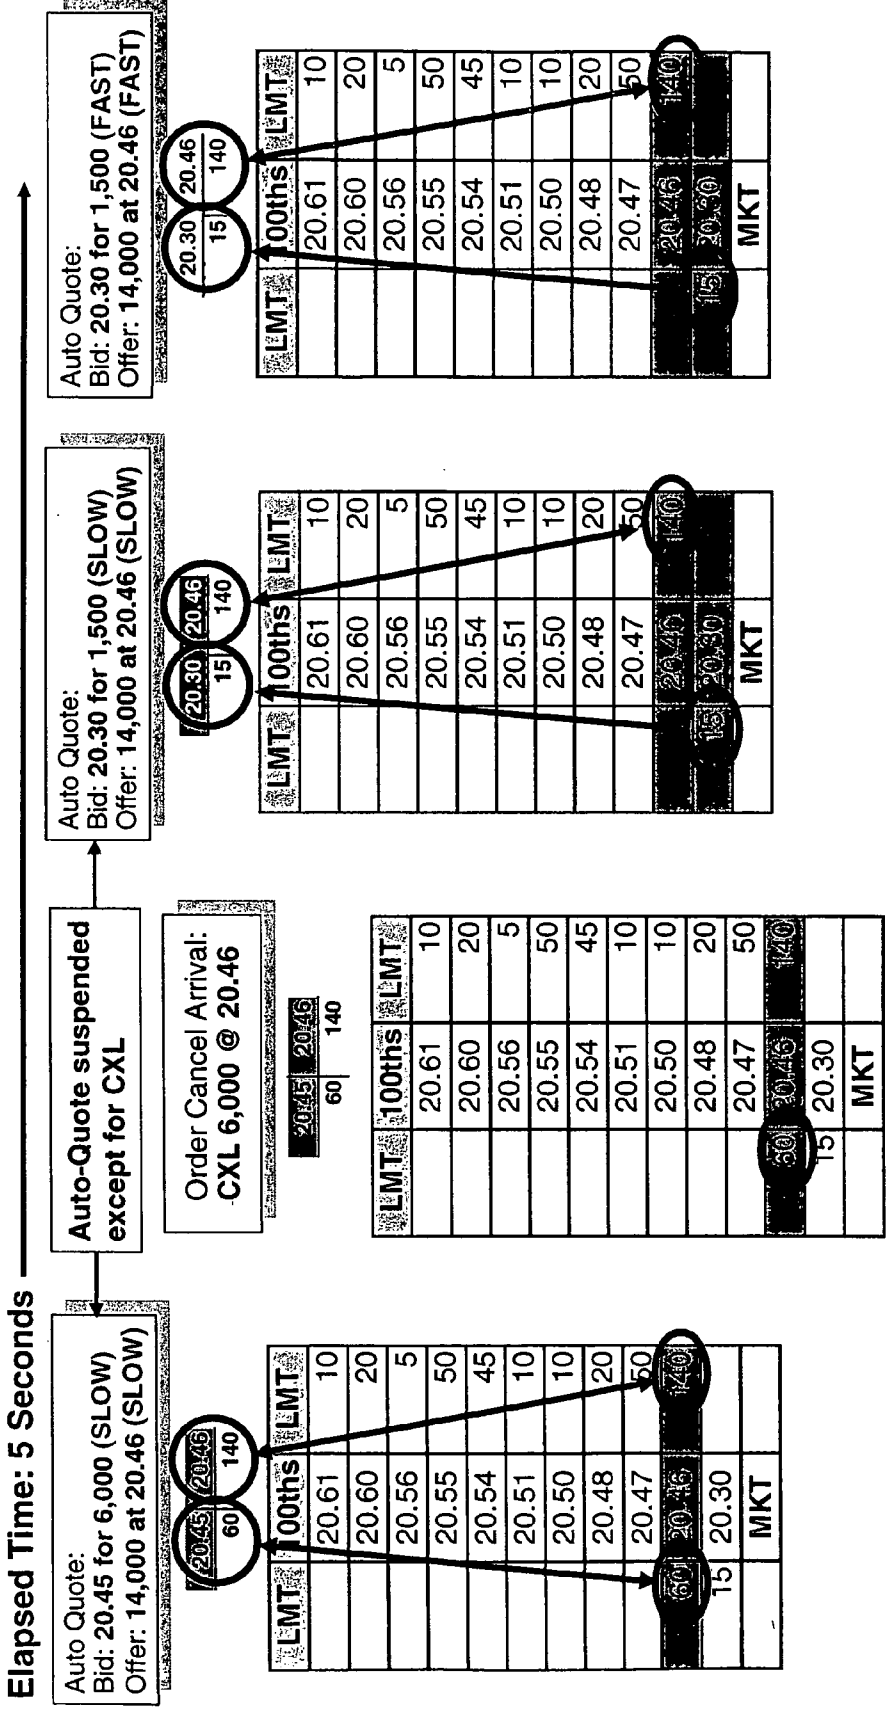 Elapsed Time: 5 Seconds
Auto Quote:
Bid: 20.45 for 6,000 (SLOW)
Offer: 14,000 at 20.46 (SLOW)
20.45 20.46
60 140
LMT 100ths LMT
20.61 10
20.60 20
20.56 5
20.55 50
20.54 45
20.51 10
20.50 10
20.48 20
20.47 50
60 20.46 140
15 20.30
MKT
Auto-Quote suspended
except for CXL
Order Cancel Arrival:
CXL 6,000 @ 20.46
20.45 20.46
60 140
LMT 100ths LMT
20.61 10
20.60 20
20.56 5
20.55 50
20.54 45
20.51 10
20.50 10
20.48 20
20.47 50
60 20.46 140
15 20.30
MKT
Auto Quote:
Bid: 20.30 for 1,500 (SLOW)
Offer: 14,000 at 20.46 (SLOW)
20.30 20.46
15 140
LMT 100ths LMT
20.61 10
20.60 20
20.56 5
20.55 50
20.54 45
20.51 10
20.50 10
20.48 20
20.47 50
20.46 140
15 20.30
MKT
Auto Quote:
Bid: 20.30 for 1,500 (FAST)
Offer: 14,000 at 20.46 (FAST)
20.30 20.46
15 140
LMT 100ths LMT
20.61 10
20.60 20
20.56 5
20.55 50
20.54 45
20.51 10
20.50 10
20.48 20
20.47 50
20.46 140
15 20.30
MKT